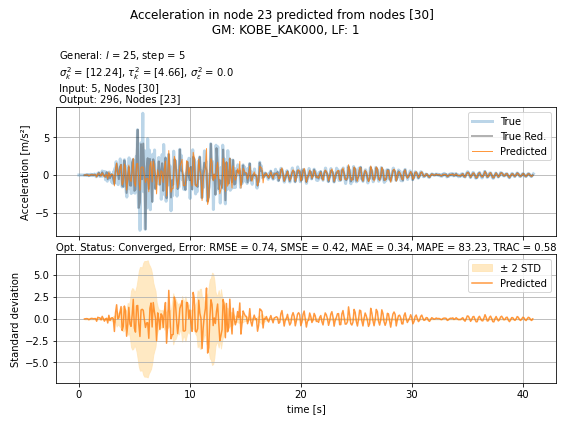 Acceleration in node 23 predicted from nodes [30]
GM: KOBE_KAK000, LF: 1
General: l = 25, step = 5
σ²ₖ = [12.24], τ²ₖ = [4.66], σ²ε = 0.0
Input: 5, Nodes [30]
Output: 296, Nodes [23]
Acceleration [m/s²]
5
0
−5
True
True Red.
Predicted
Opt. Status: Converged, Error: RMSE = 0.74, SMSE = 0.42, MAE = 0.34, MAPE = 83.23, TRAC = 0.58
Standard deviation
5.0
2.5
0.0
−2.5
−5.0
± 2 STD
Predicted
0 10 20 30 40
time [s]